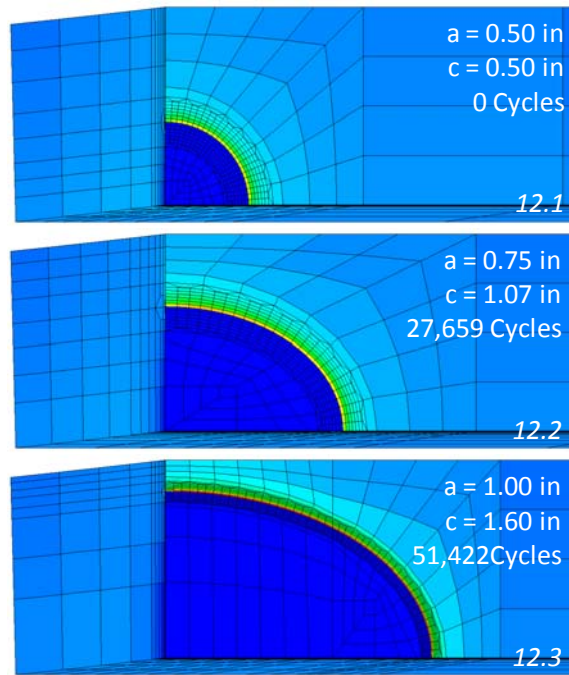 a = 0.50 in
c = 0.50 in
0 Cycles
12.1
a = 0.75 in
c = 1.07 in
27,659 Cycles
12.2
a = 1.00 in
c = 1.60 in
51,422Cycles
12.3